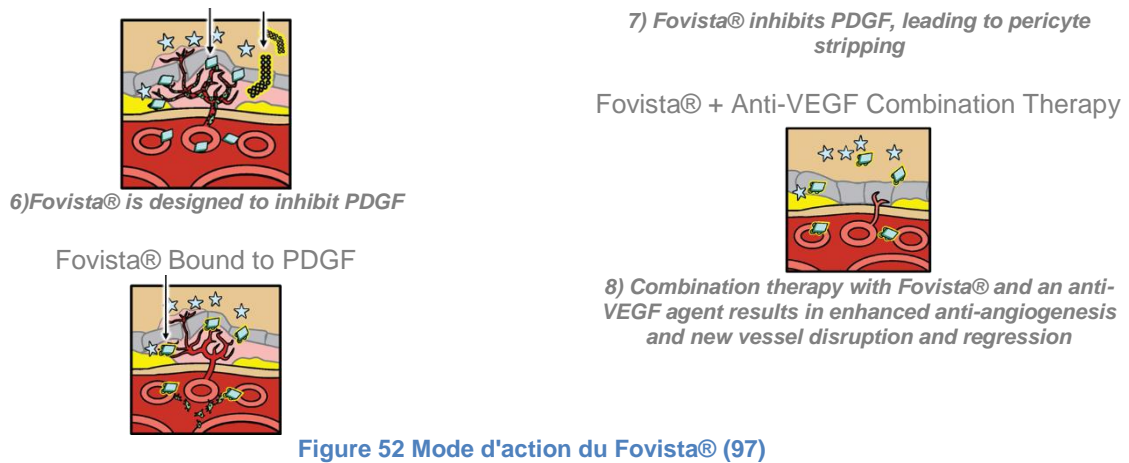 6)Fovista® is designed to inhibit PDGF
Fovista® Bound to PDGF
7) Fovista® inhibits PDGF, leading to pericyte
stripping
Fovista® + Anti-VEGF Combination Therapy
8) Combination therapy with Fovista® and an anti-
VEGF agent results in enhanced anti-angiogenesis
and new vessel disruption and regression
Figure 52 Mode d'action du Fovista® (97)